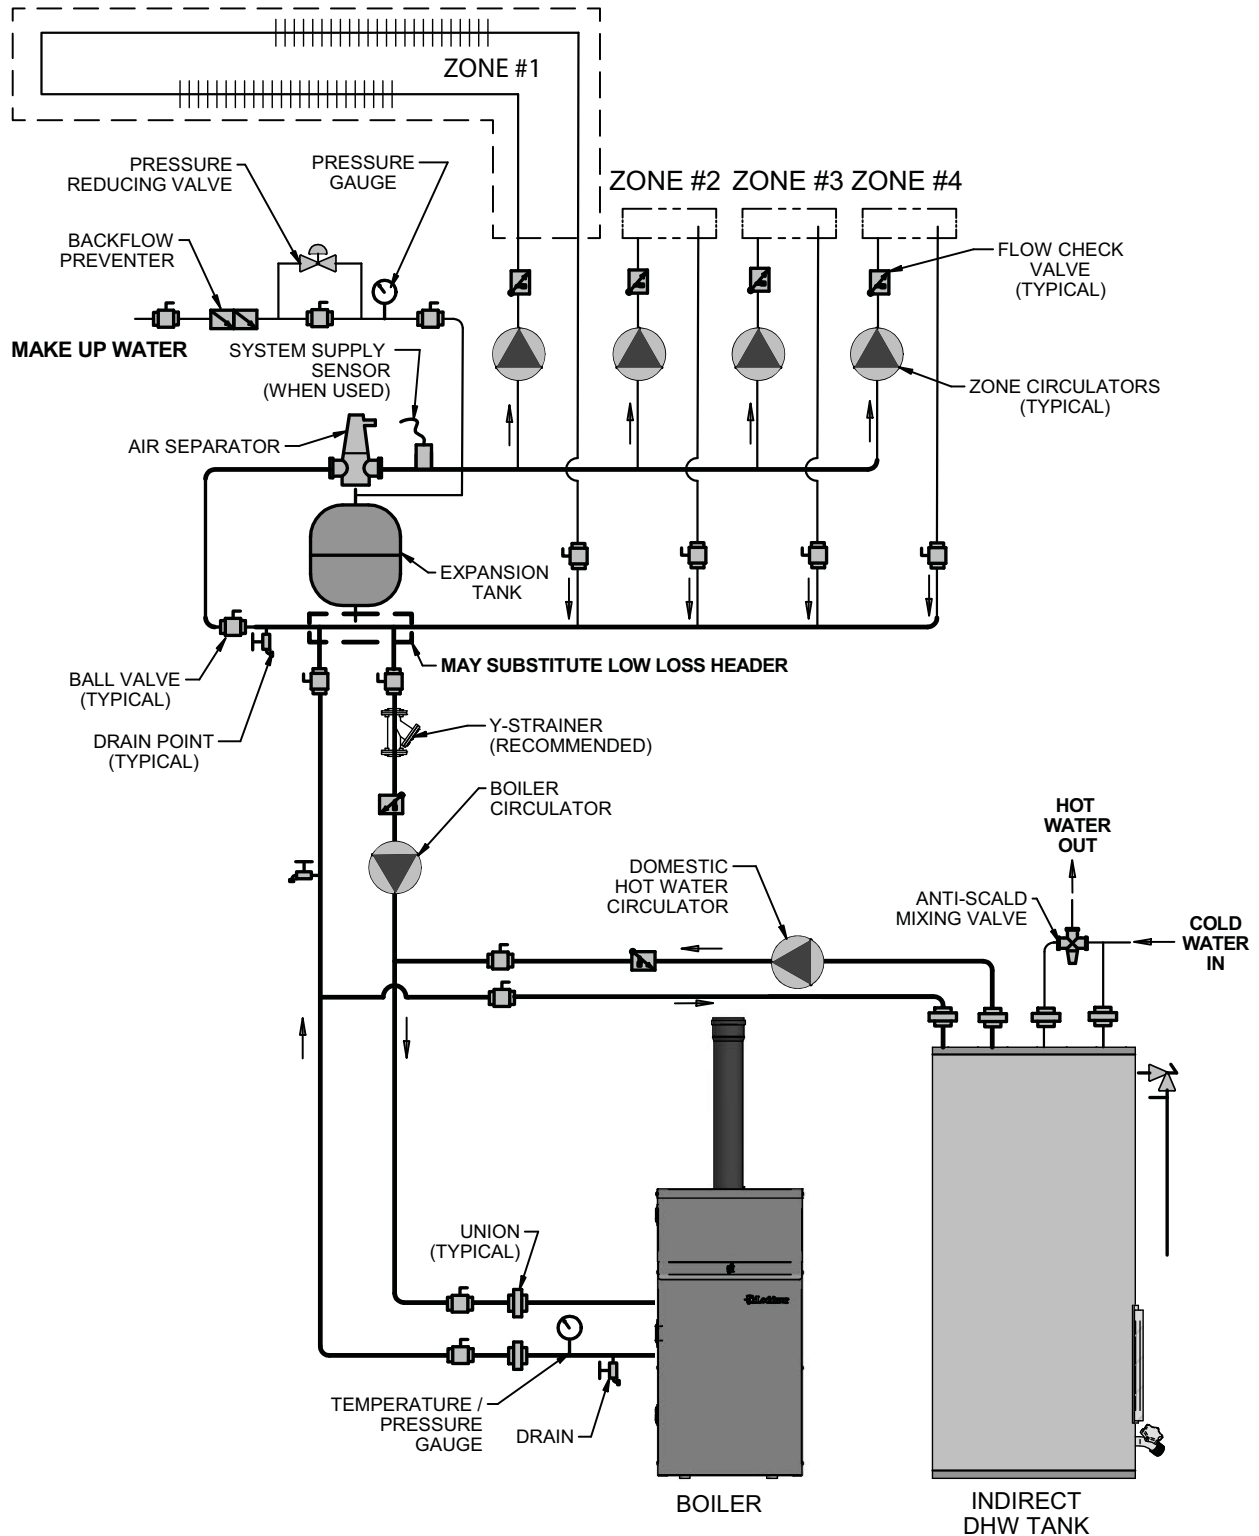 ZONE #1
PRESSURE
REDUCING VALVE
PRESSURE
GAUGE
ZONE #2
ZONE #3
ZONE #4
BACKFLOW
PREVENTER
FLOW CHECK
VALVE
(TYPICAL)
MAKE UP WATER
SYSTEM SUPPLY
SENSOR
(WHEN USED)
ZONE CIRCULATORS
(TYPICAL)
AIR SEPARATOR
EXPANSION
TANK
MAY SUBSTITUTE LOW LOSS HEADER
BALL VALVE
(TYPICAL)
DRAIN POINT
(TYPICAL)
Y-STRAINER
(RECOMMENDED)
BOILER
CIRCULATOR
HOT
WATER
OUT
DOMESTIC
HOT WATER
CIRCULATOR
ANTI-SCALD
MIXING VALVE
COLD
WATER
IN
UNION
(TYPICAL)
TEMPERATURE /
PRESSURE
GAUGE
DRAIN
BOILER
INDIRECT
DHW TANK